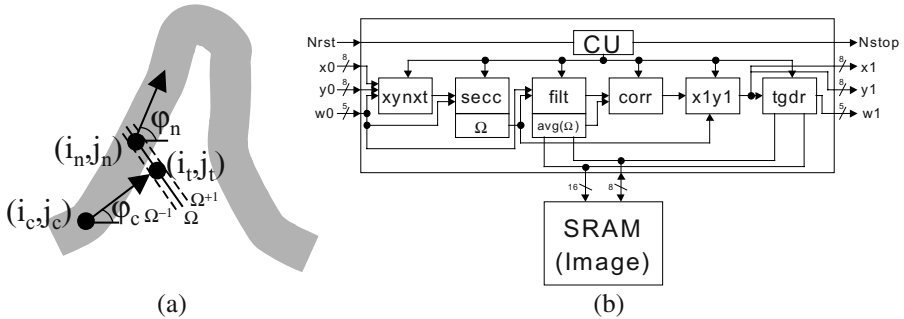 (a)
φn
(in,jn)
(it,jt)
Ω+1
Ω
Ω−1
φc
(ic,jc)
(a)
Nrst
CU
Nstop
x0
8
8
x1
y0
8
8
y1
w0
5
5
w1
xynxt
secc
Ω
filt
avg(Ω)
corr
x1y1
tgdr
16
8
SRAM
(Image)
(b)